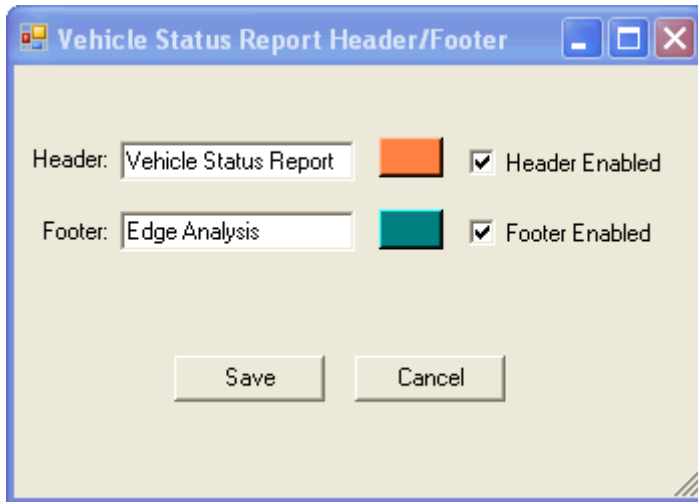 Vehicle Status Report Header/Footer
Header: Vehicle Status Report Header Enabled
Footer: Edge Analysis Footer Enabled
Save Cancel